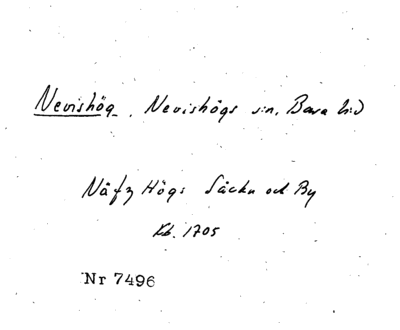 Nevishög, Nevishögs sn, Bara hd
Näfz Högs Säckn och By
Kb. 1705
Nr 7496